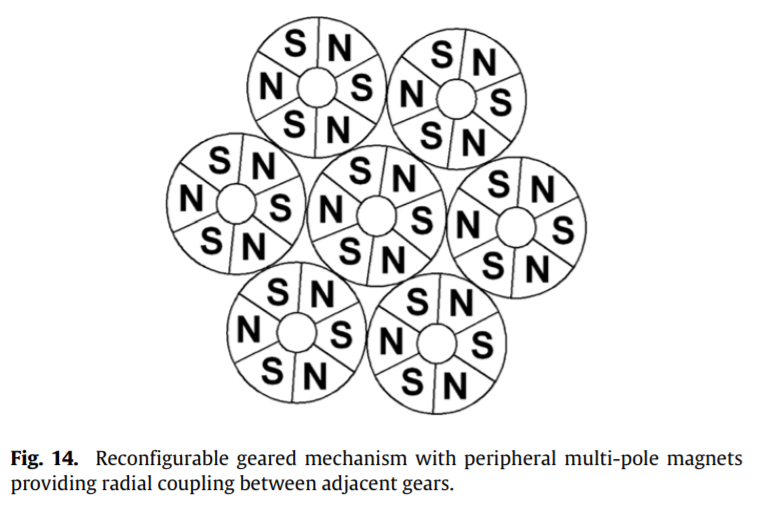 S N S N
N S N S
S N S N
S N S N S N
N S N S N S
S N S N S N
S N S N
N S N S
S N S N
Fig. 14. Reconfigurable geared mechanism with peripheral multi-pole magnets
providing radial coupling between adjacent gears.